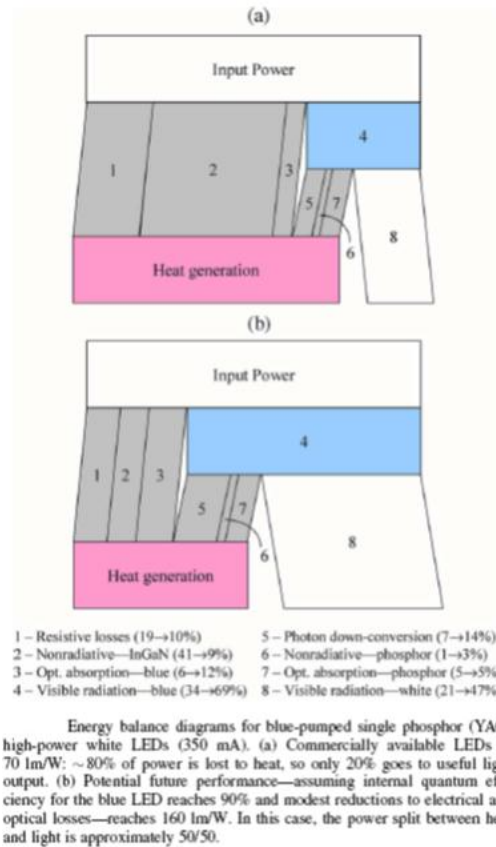 (a)
Input Power
1
2
3
4
5
7
6
8
Heat generation
(b)
Input Power
1
2
3
4
5
7
6
8
Heat generation
1 – Resistive losses (19→10%)
2 – Nonradiative—InGaN (41→9%)
3 – Opt. absorption—blue (6→12%)
4 – Visible radiation—blue (34→69%)
5 – Photon down-conversion (7→14%)
6 – Nonradiative—phosphor (1→3%)
7 – Opt. absorption—phosphor (5→5%
8 – Visible radiation—white (21→47%
Energy balance diagrams for blue-pumped single phosphor (YA
high-power white LEDs (350 mA). (a) Commercially available LEDs
70 lm/W: ∼80% of power is lost to heat, so only 20% goes to useful lig
output. (b) Potential future performance—assuming internal quantum ef
ciency for the blue LED reaches 90% and modest reductions to electrical a
optical losses—reaches 160 lm/W. In this case, the power split between he
and light is approximately 50/50.